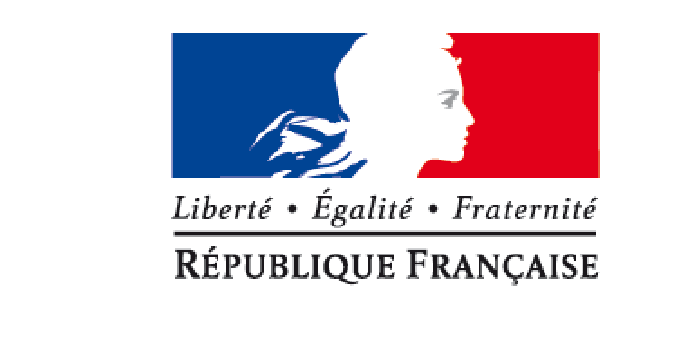 Liberté • Égalité • Fraternité
RÉPUBLIQUE FRANÇAISE